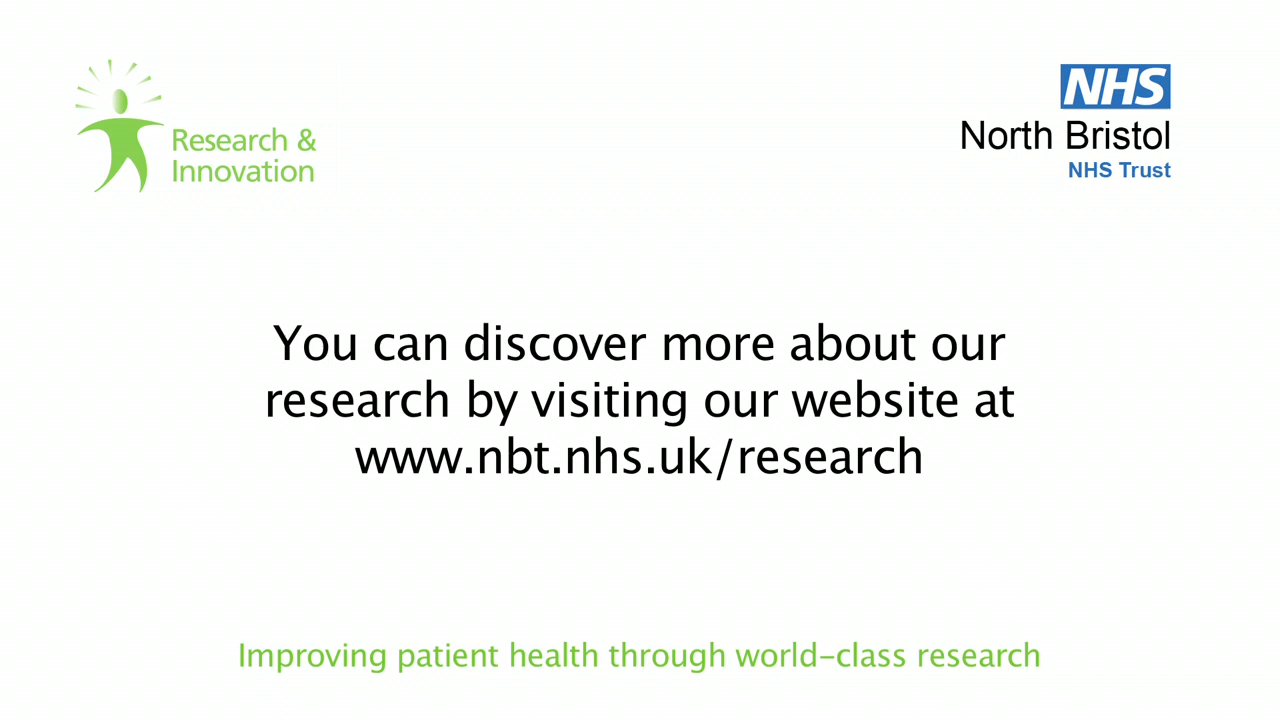 Research &
Innovation
NHS
North Bristol
NHS Trust
You can discover more about our
research by visiting our website at
www.nbt.nhs.uk/research
Improving patient health through world-class research